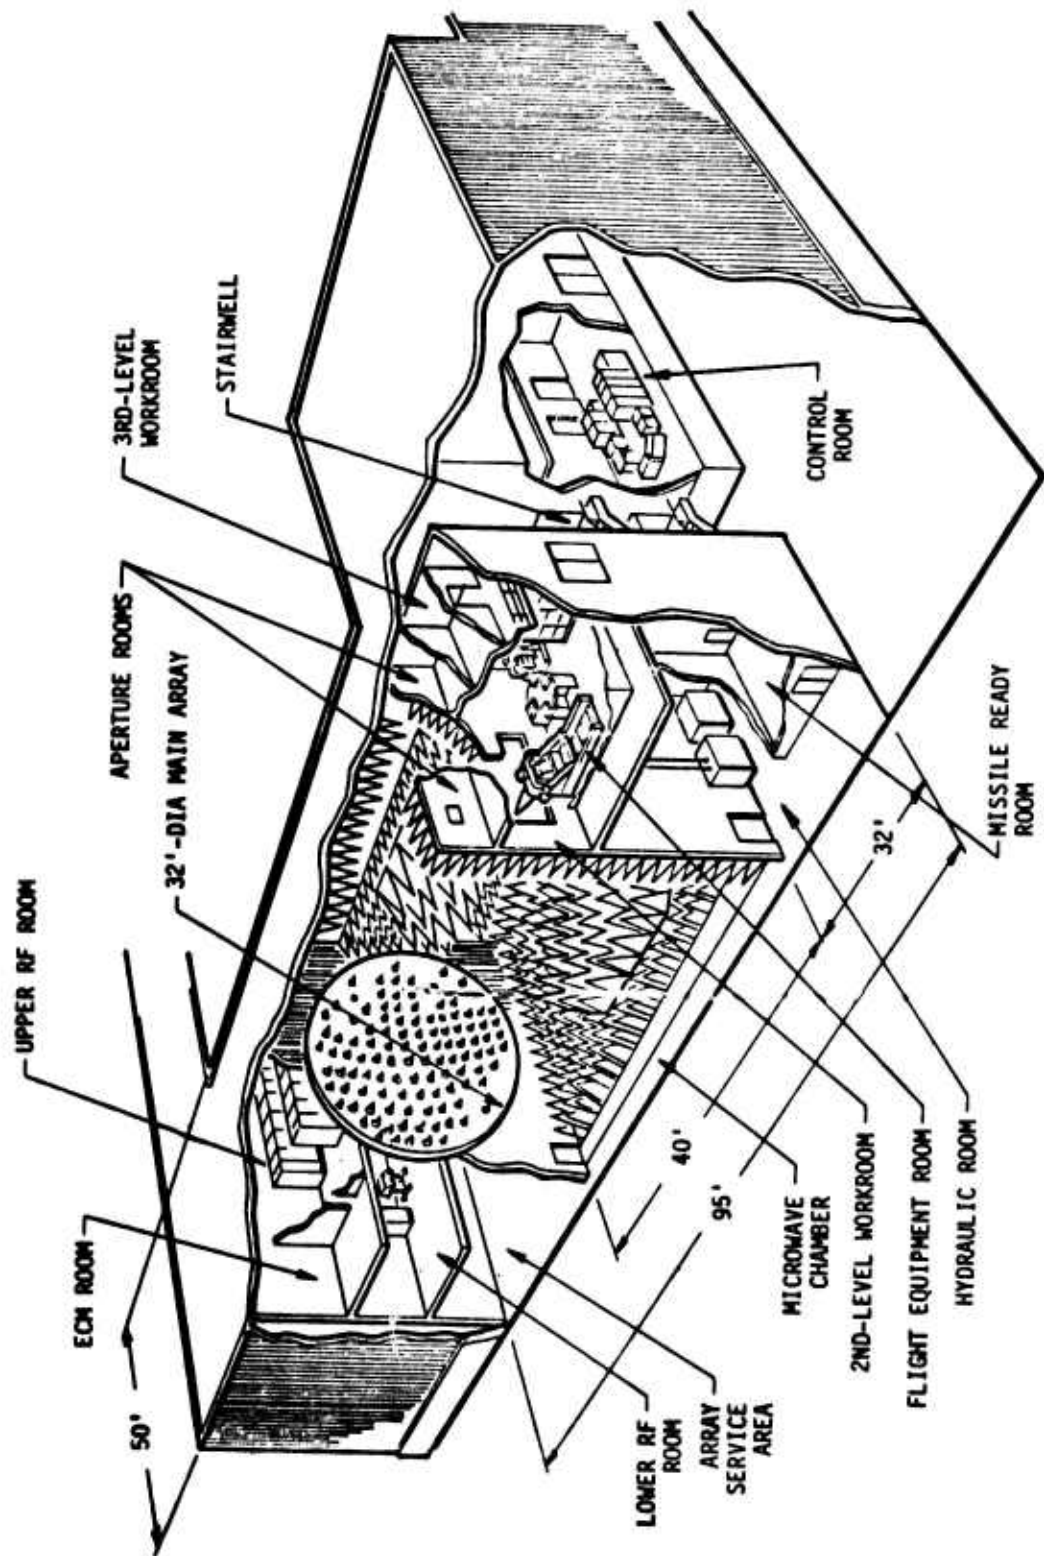 50'
ECM ROOM
UPPER RF ROOM
32'-DIA MAIN ARRAY
APERTURE ROOMS
3RD-LEVEL
WORKROOM
STAIRWELL
LOWER RF
ROOM
ARRAY
SERVICE
AREA
MICROWAVE
CHAMBER
2ND-LEVEL WORKROOM
FLIGHT EQUIPMENT ROOM
HYDRAULIC ROOM
MISSILE READY
ROOM
CONTROL
ROOM
95'
40'
32'